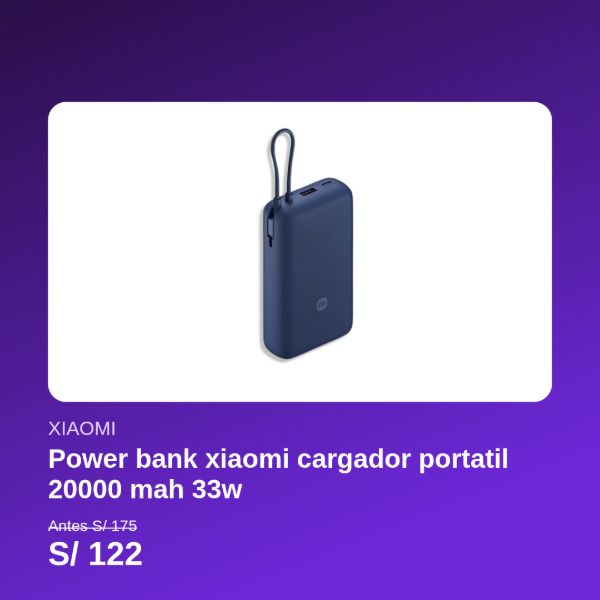 XIAOMI
Power bank xiaomi cargador portatil
20000 mah 33w
Antes S/ 175
S/ 122